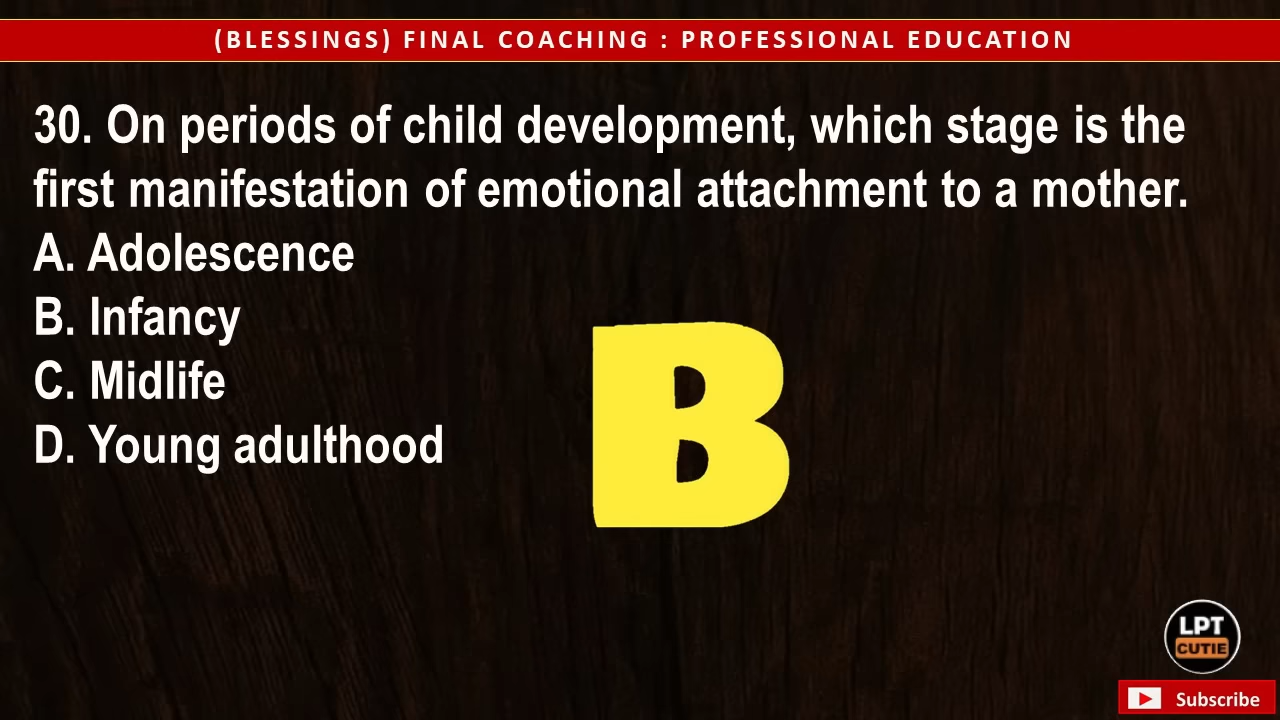 (BLESSINGS) FINAL COACHING : PROFESSIONAL EDUCATION
30. On periods of child development, which stage is the
first manifestation of emotional attachment to a mother.
A. Adolescence
B. Infancy
C. Midlife
D. Young adulthood
B
LPT
CUTIE
Subscribe